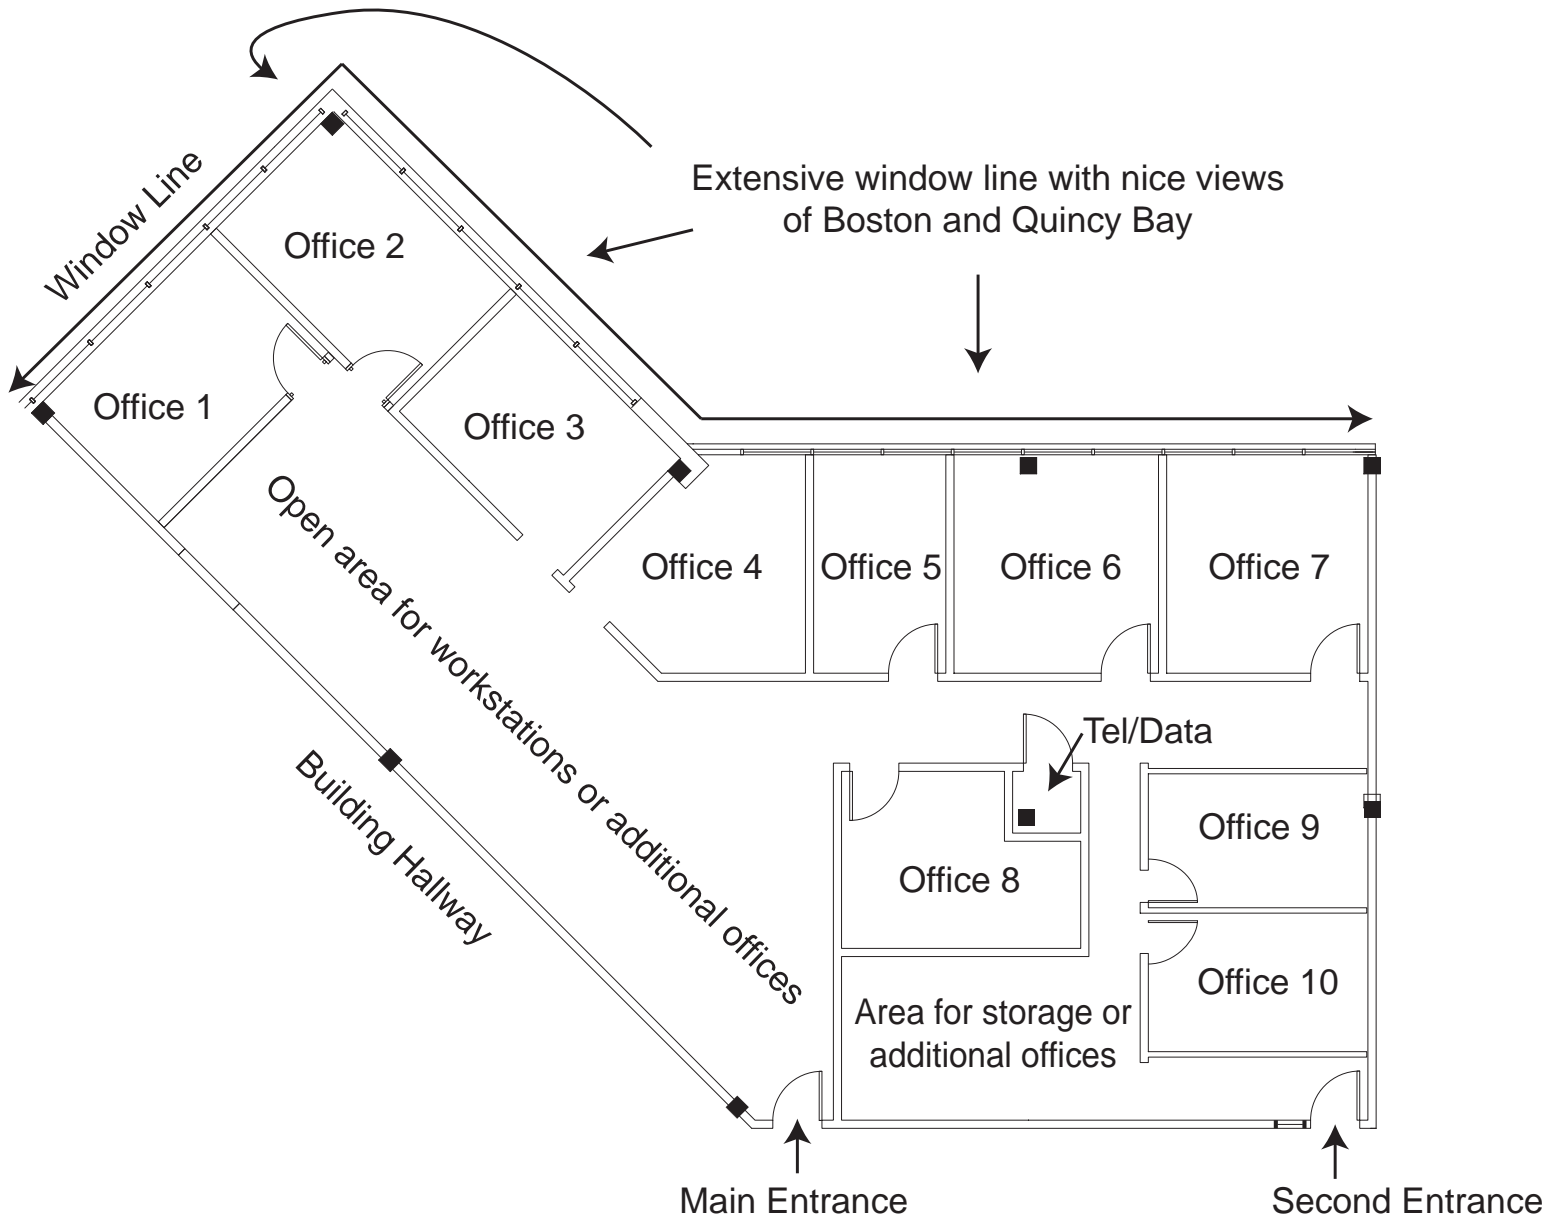 Extensive window line with nice views
of Boston and Quincy Bay
Window Line
Office 2
Office 1
Office 3
Open area for workstations or additional offices
Office 4
Office 5
Office 6
Office 7
Tel/Data
Building Hallway
Office 9
Office 8
Office 10
Area for storage or
additional offices
Main Entrance
Second Entrance